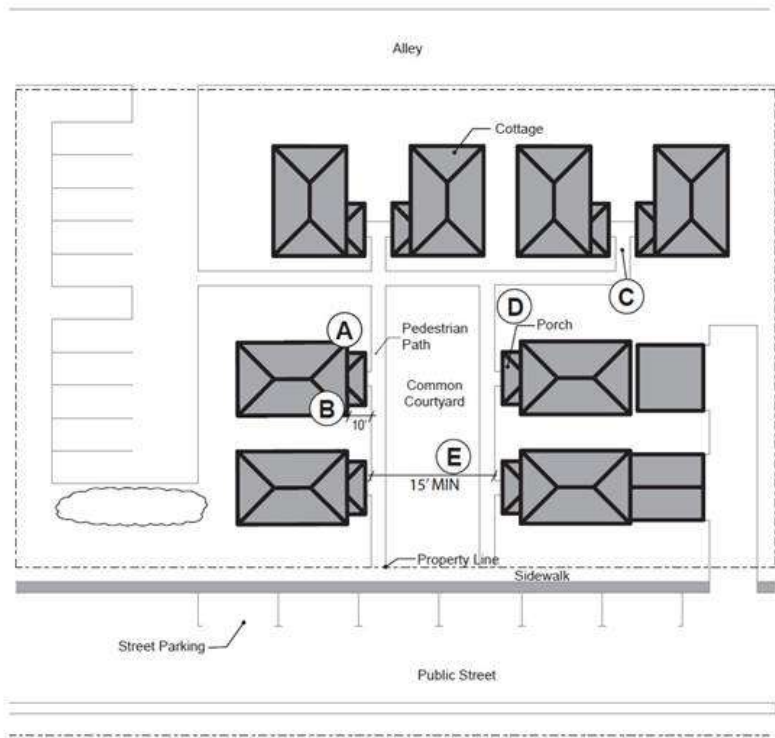 Alley
Cottage
C
D
A
Pedestrian
Path
Porch
Common
Courtyard
B
10'
E
15' MIN
Property Line
Sidewalk
Street Parking
Public Street